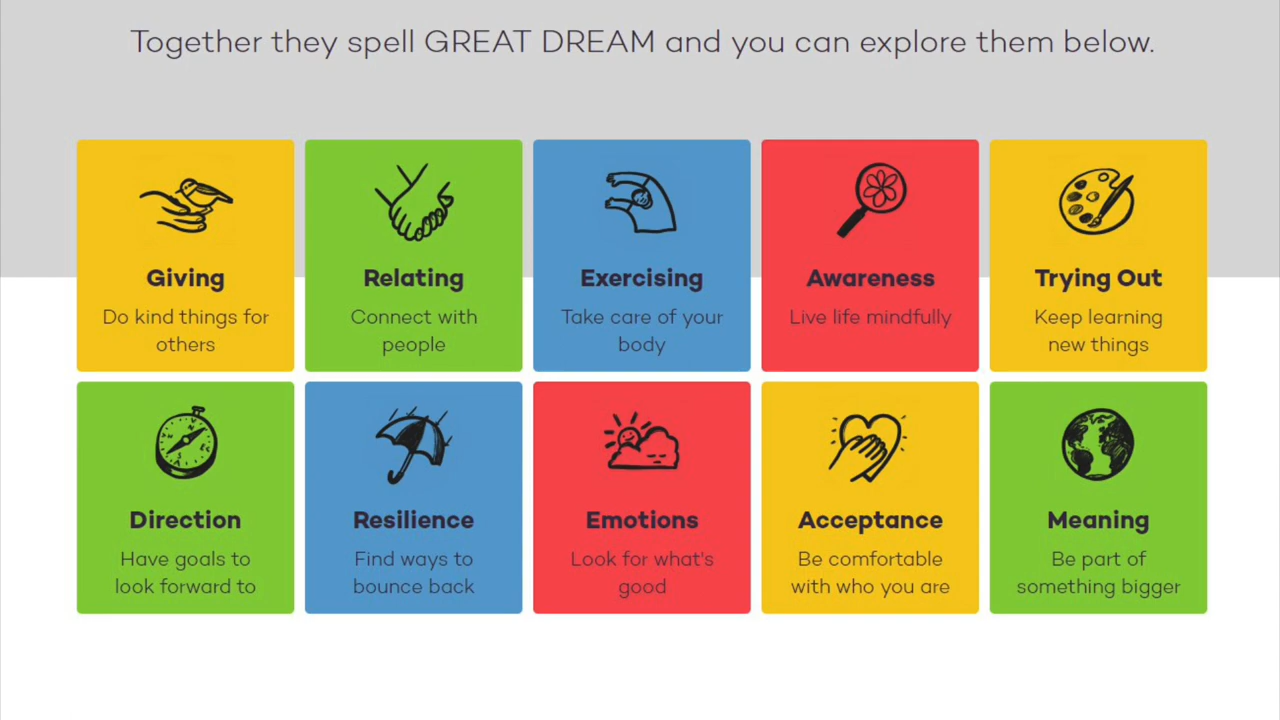 Together they spell GREAT DREAM and you can explore them below.
Giving
Do kind things for
others
Relating
Connect with
people
Exercising
Take care of your
body
Awareness
Live life mindfully
Trying Out
Keep learning
new things
Direction
Have goals to
look forward to
Resilience
Find ways to
bounce back
Emotions
Look for what's
good
Acceptance
Be comfortable
with who you are
Meaning
Be part of
something bigger